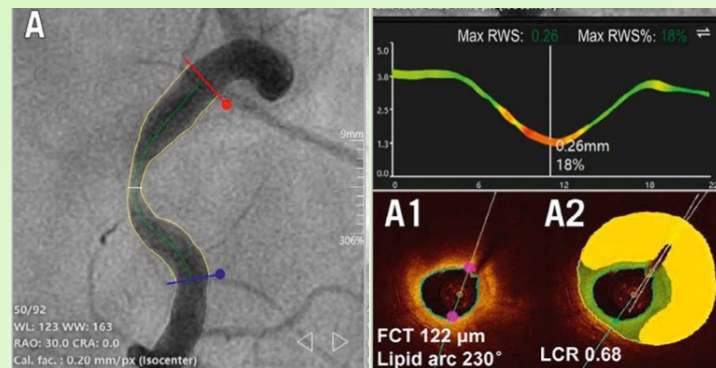 A
9mm
306%
50/92
WL: 123 WW: 163
RAO: 30.0 CRA: 0.0
Cal. fac. : 0.20 mm/px (Isocenter)
Max RWS: 0.26 Max RWS%: 18%
5.0
3.8
2.5
1.3
0.0
0.26mm
18%
0 6 12 18
A1
FCT 122 μm
Lipid arc 230°
A2
LCR 0.68